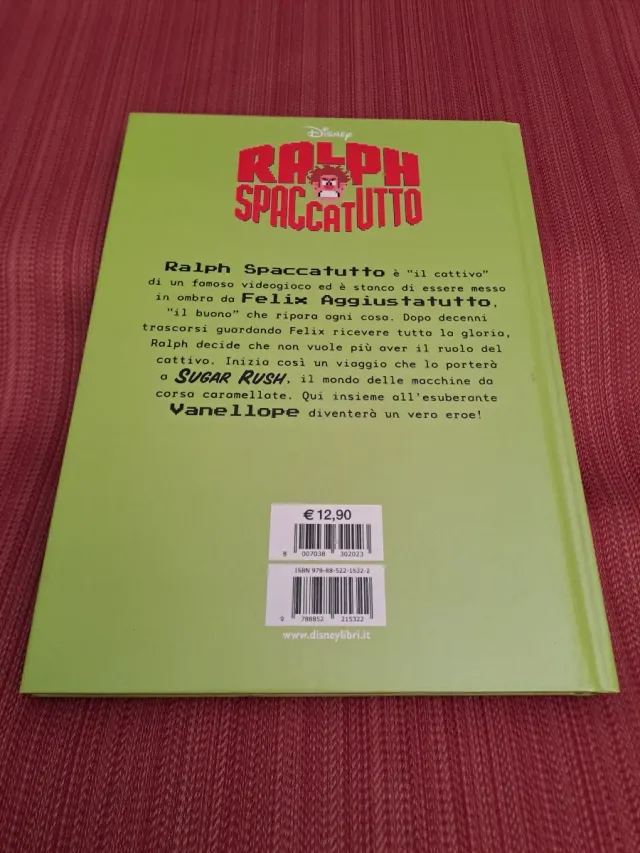 Disney
RALPH
SPACCATUTTO
Ralph Spaccatutto è "il cattivo"
di un famoso videogioco ed è stanco di essere messo
in ombra da Felix Aggiustatutto,
"il buono" che ripara ogni cosa. Dopo decenni
trascorsi guardando Felix ricevere tutta la gloria,
Ralph decide che non vuole più aver il ruolo del
cattivo. Inizia così un viaggio che lo porterà
a SUGAR RUSH, il mondo delle macchine da
corsa caramellate. Qui insieme all'esuberante
Vanellope diventerà un vero eroe!
€ 12,90
8 007038 302023
ISBN 978-88-522-1532-2
9 788852 215322
www.disneylibri.it